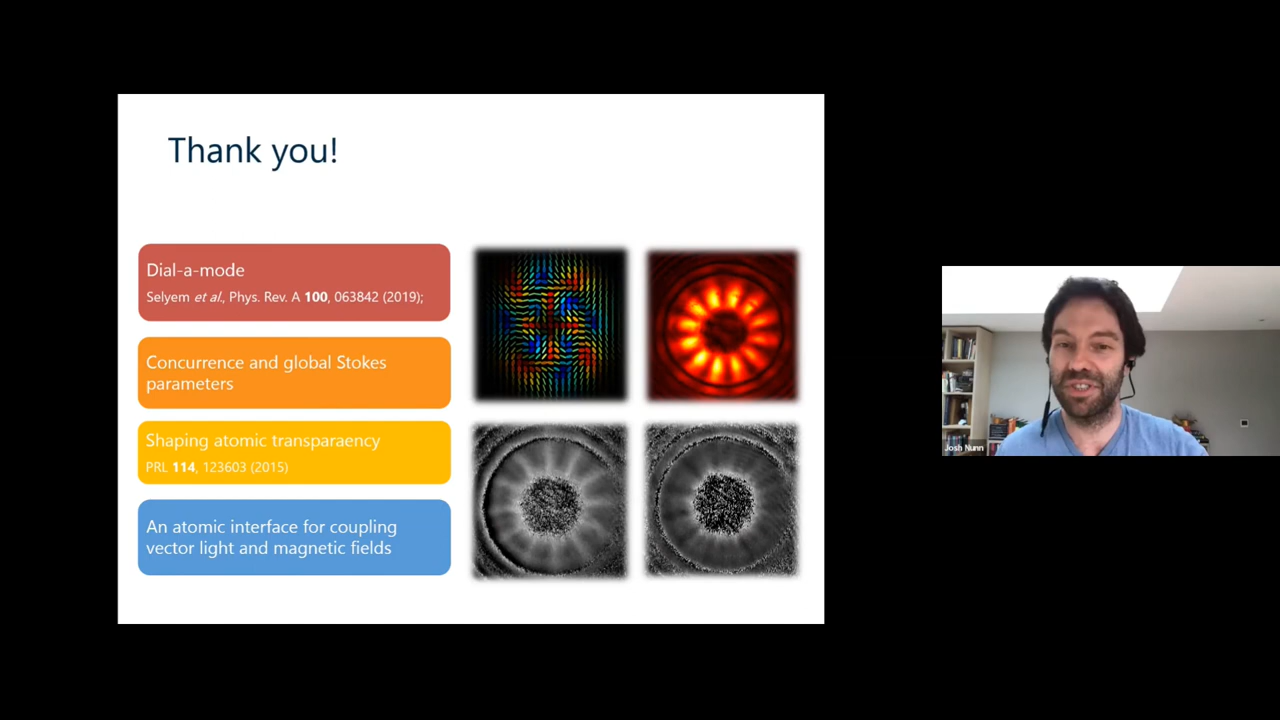 Thank you!
Dial-a-mode
Selyem et al., Phys. Rev. A 100, 063842 (2019);
Concurrence and global Stokes
parameters
Shaping atomic transparaency
PRL 114, 123603 (2015)
An atomic interface for coupling
vector light and magnetic fields
Josh Nunn